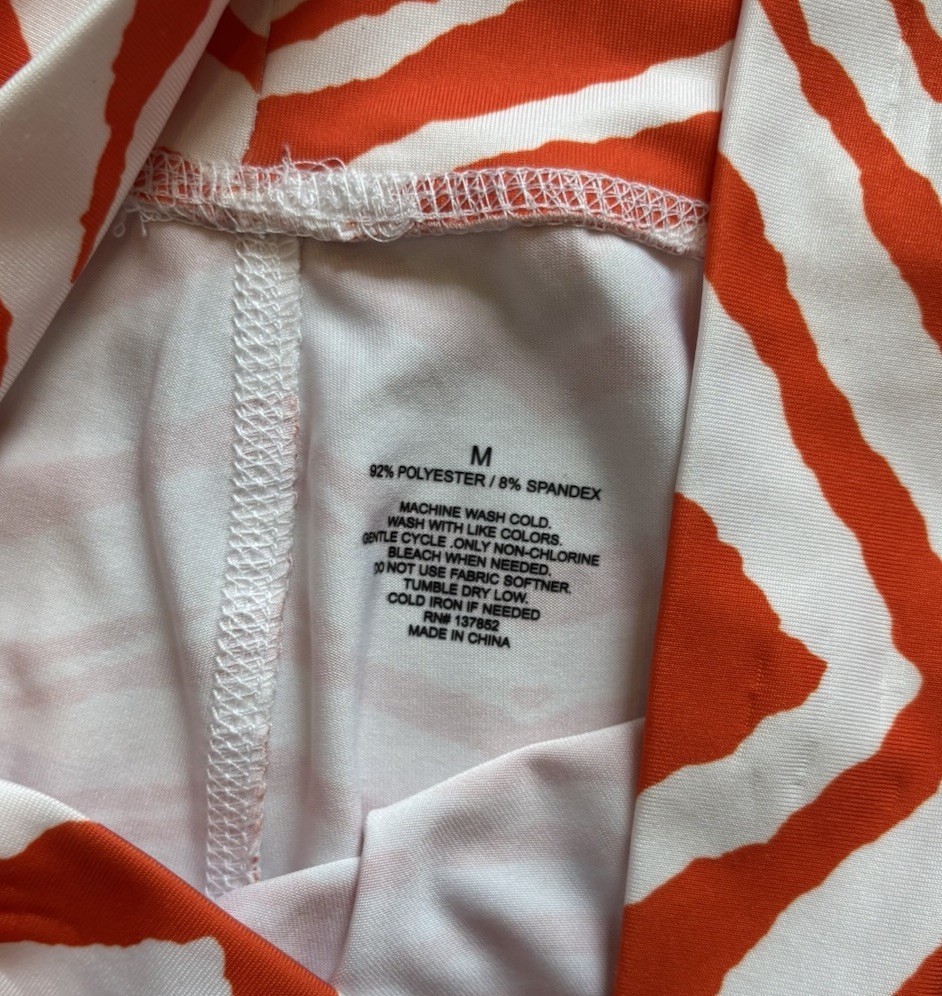 M
92% POLYESTER / 8% SPANDEX
MACHINE WASH COLD.
WASH WITH LIKE COLORS.
GENTLE CYCLE .ONLY NON-CHLORINE
BLEACH WHEN NEEDED.
DO NOT USE FABRIC SOFTNER.
TUMBLE DRY LOW.
COLD IRON IF NEEDED
RN# 137852
MADE IN CHINA